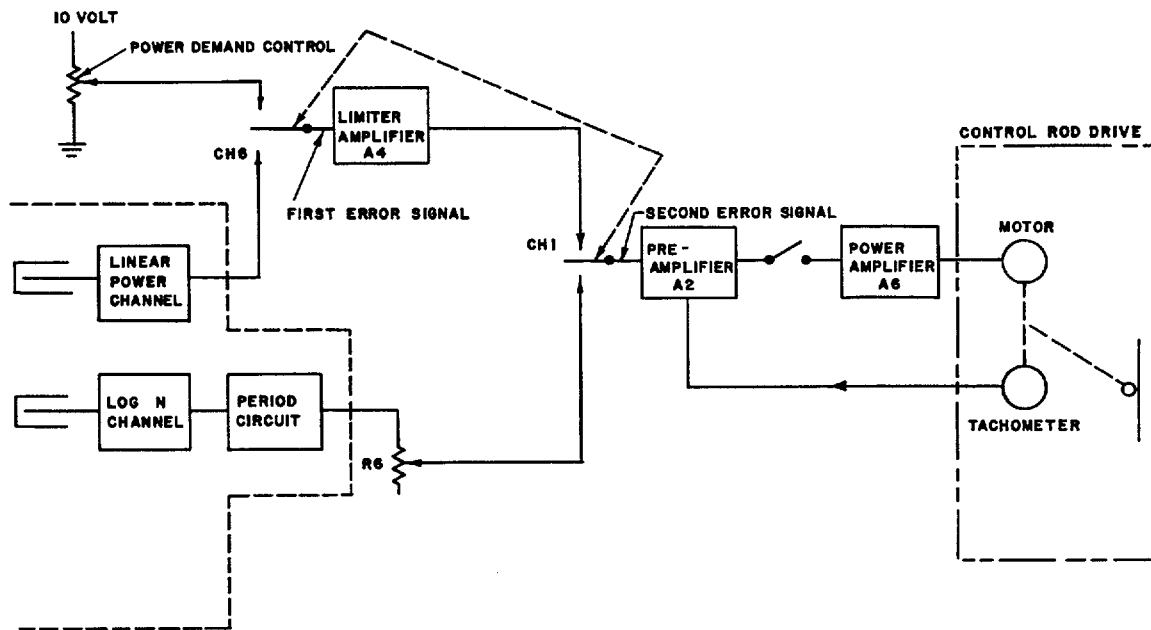 10 VOLT
POWER DEMAND CONTROL
LIMITER
AMPLIFIER
A4
CH6
FIRST ERROR SIGNAL
CONTROL ROD DRIVE
CH1
SECOND ERROR SIGNAL
PRE-
AMPLIFIER
A2
POWER
AMPLIFIER
A6
MOTOR
LINEAR
POWER
CHANNEL
LOG N
CHANNEL
PERIOD
CIRCUIT
R6
TACHOMETER